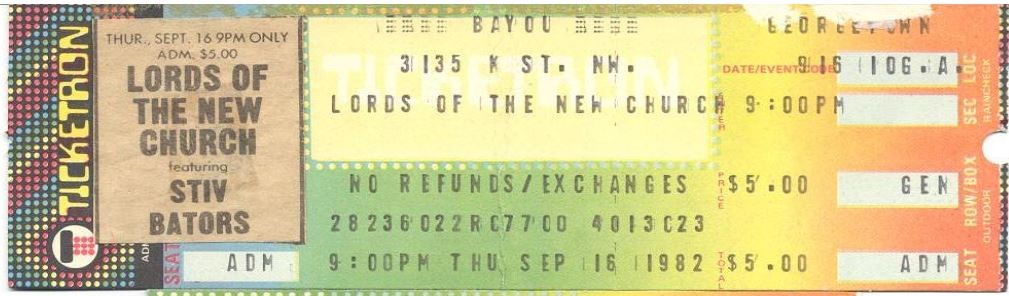 TICKETRON
THUR., SEPT. 16 9PM ONLY
ADM. $5.00
LORDS OF
THE NEW
CHURCH
featuring
STIV
BATORS
SEAT
ADM
BAYOU
3135 K ST. NW.
TICKETRON
LORDS OF THE NEW CHURCH 9:00PM
NO REFUNDS/EXCHANGES
28236022RC7700 4013C23
9:00PM THU SEP 16 1982
GEORGETOWN
DATE/EVENT CODE
916 106.A.
PRICE
$5.00
TOTAL
$5.00
GEN
ADM
SEC LOC
RAINCHECK
ROW/BOX
OUTDOOR
SEAT